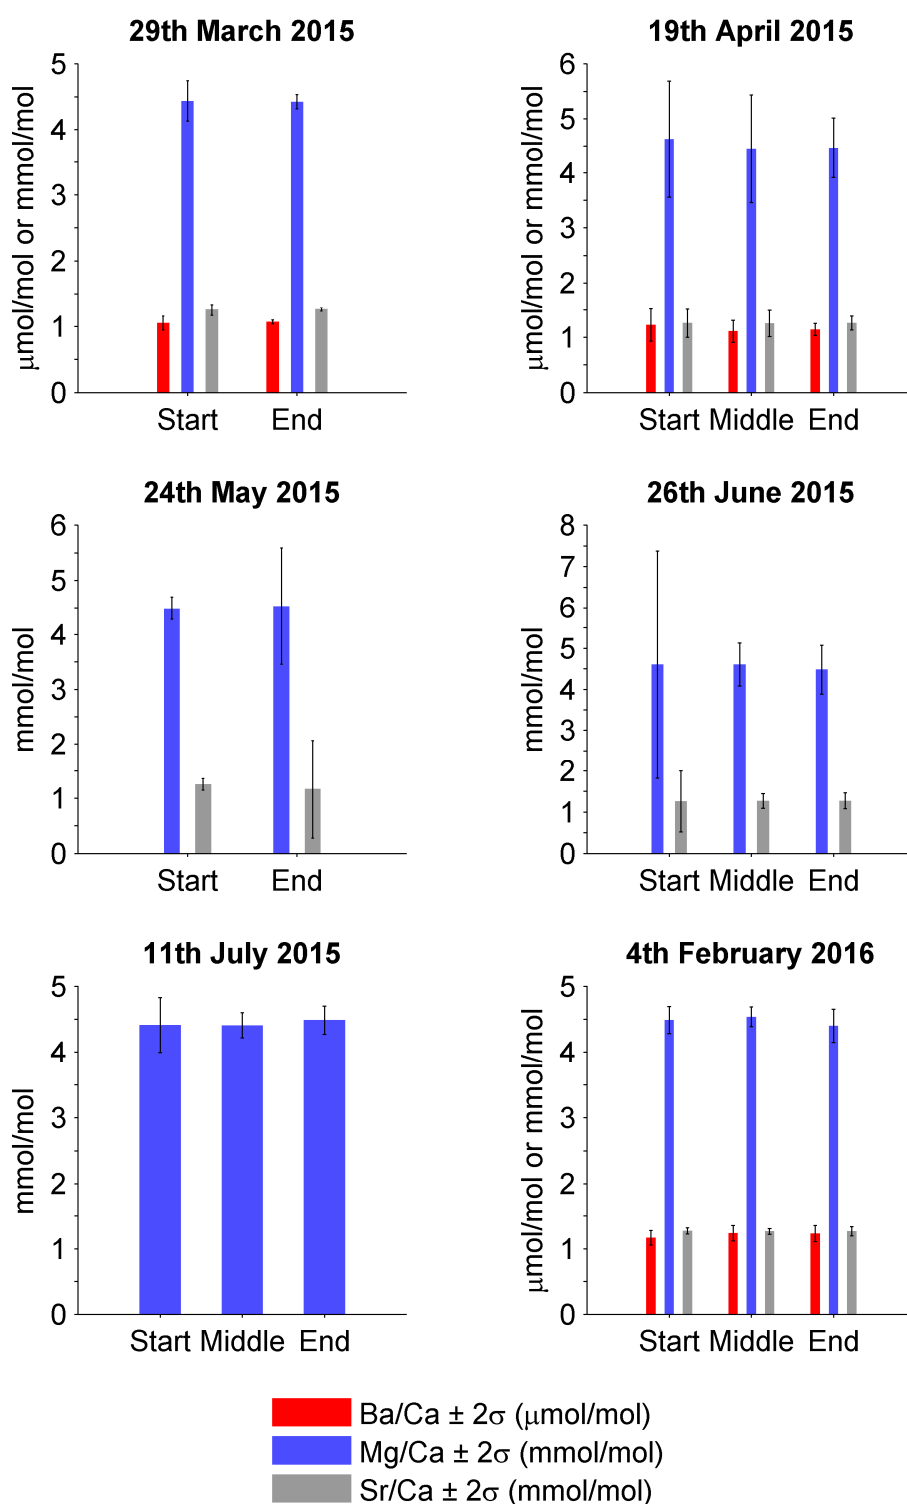 29th March 2015
μmol/mol or mmol/mol
5
4
3
2
1
0
Start End
19th April 2015
μmol/mol or mmol/mol
6
5
4
3
2
1
0
Start Middle End
24th May 2015
mmol/mol
6
5
4
3
2
1
0
Start End
26th June 2015
mmol/mol
8
7
6
5
4
3
2
1
0
Start Middle End
11th July 2015
mmol/mol
5
4
3
2
1
0
Start Middle End
4th February 2016
μmol/mol or mmol/mol
5
4
3
2
1
0
Start Middle End
Ba/Ca ± 2σ (μmol/mol)
Mg/Ca ± 2σ (mmol/mol)
Sr/Ca ± 2σ (mmol/mol)